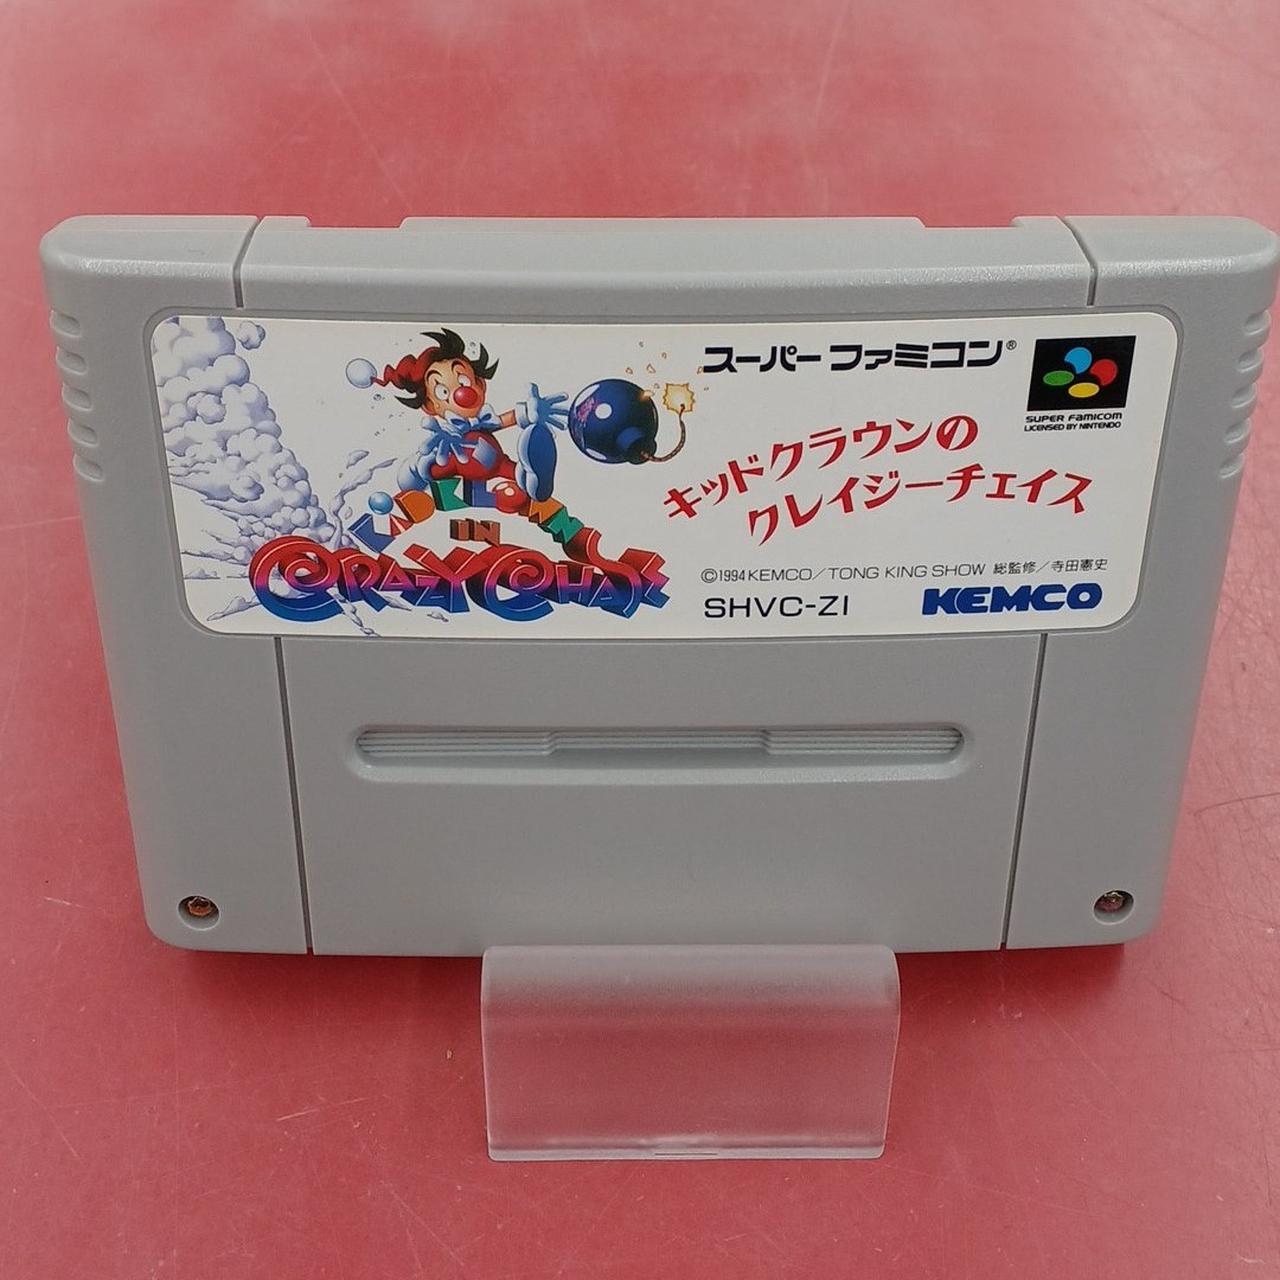 スーパーファミコン®
SUPER FAMICOM
LICENSED BY NINTENDO
キッドクラウンの
クレイジーチェイス
KID KLOWN
IN
CRAZY CHASE
©1994 KEMCO/TONG KING SHOW 総監修/寺田憲史
SHVC-ZI
KEMCO